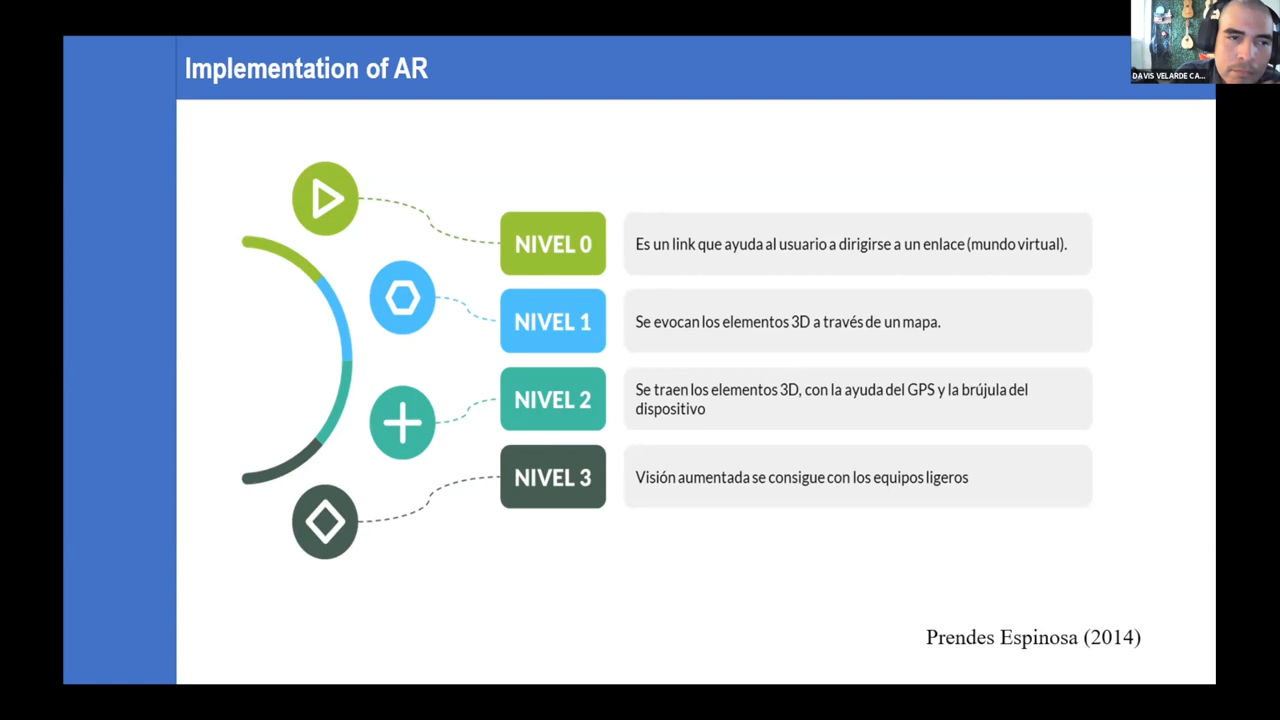 Implementation of AR
DAVIS VELARDE CA...
NIVEL 0
Es un link que ayuda al usuario a dirigirse a un enlace (mundo virtual).
NIVEL 1
Se evocan los elementos 3D a través de un mapa.
NIVEL 2
Se traen los elementos 3D, con la ayuda del GPS y la brújula del
dispositivo
NIVEL 3
Visión aumentada se consigue con los equipos ligeros
Prendes Espinosa (2014)